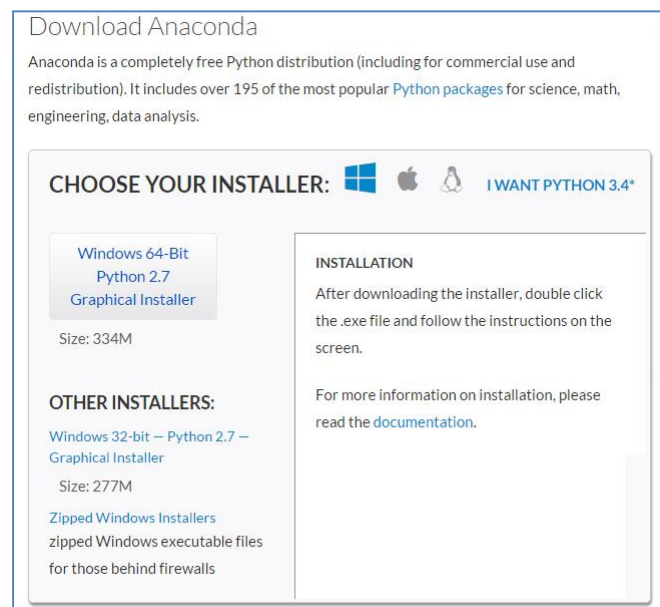 Download Anaconda
Anaconda is a completely free Python distribution (including for commercial use and
redistribution). It includes over 195 of the most popular Python packages for science, math,
engineering, data analysis.
CHOOSE YOUR INSTALLER:
I WANT PYTHON 3.4*
Windows 64-Bit
Python 2.7
Graphical Installer
Size: 334M
OTHER INSTALLERS:
Windows 32-bit — Python 2.7 —
Graphical Installer
Size: 277M
Zipped Windows Installers
zipped Windows executable files
for those behind firewalls
INSTALLATION
After downloading the installer, double click
the .exe file and follow the instructions on the
screen.
For more information on installation, please
read the documentation.